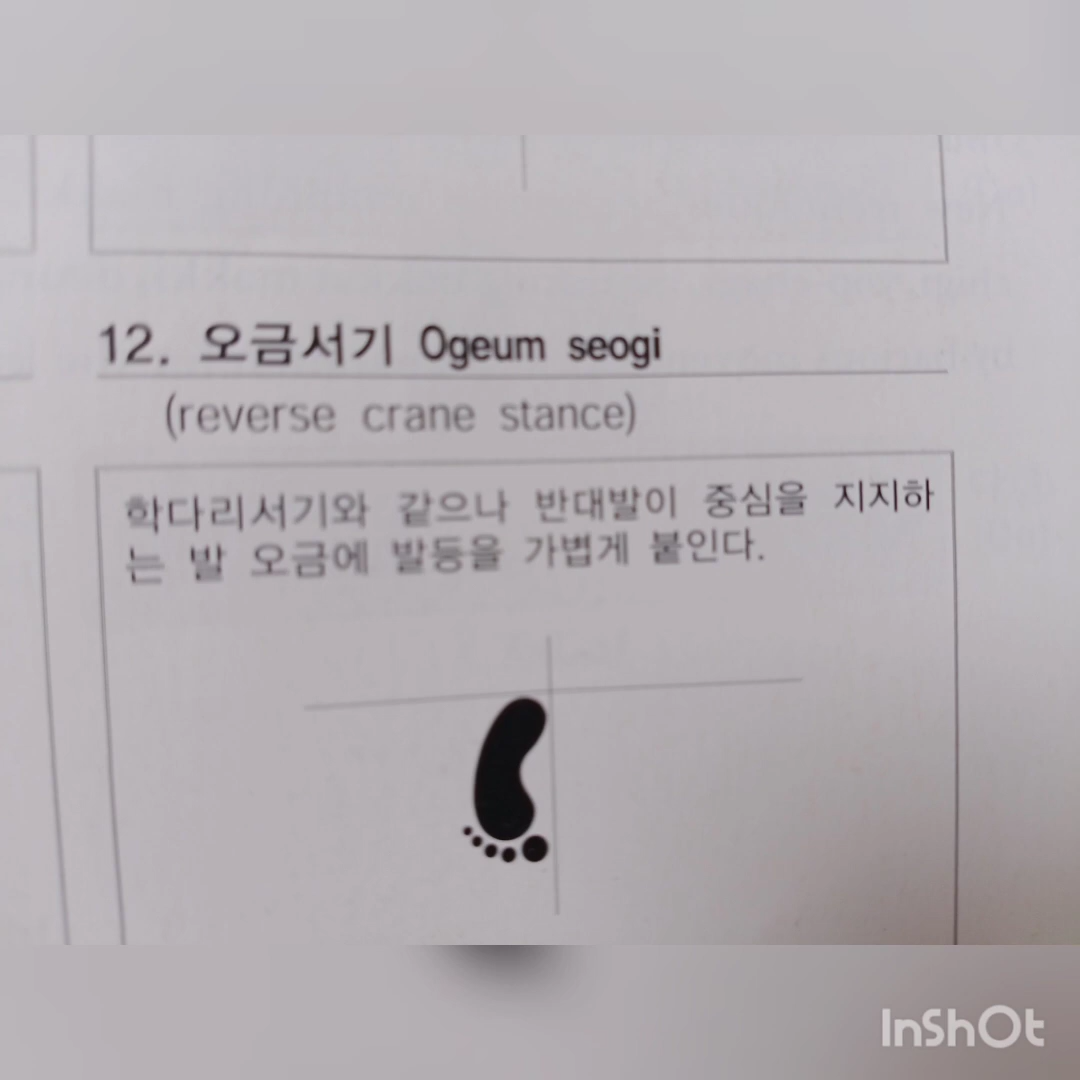 12. 오금서기 Ogeum seogi
(reverse crane stance)
학다리서기와 같으나 반대발이 중심을 지지하
는 발 오금에 발등을 가볍게 붙인다.
InShOt